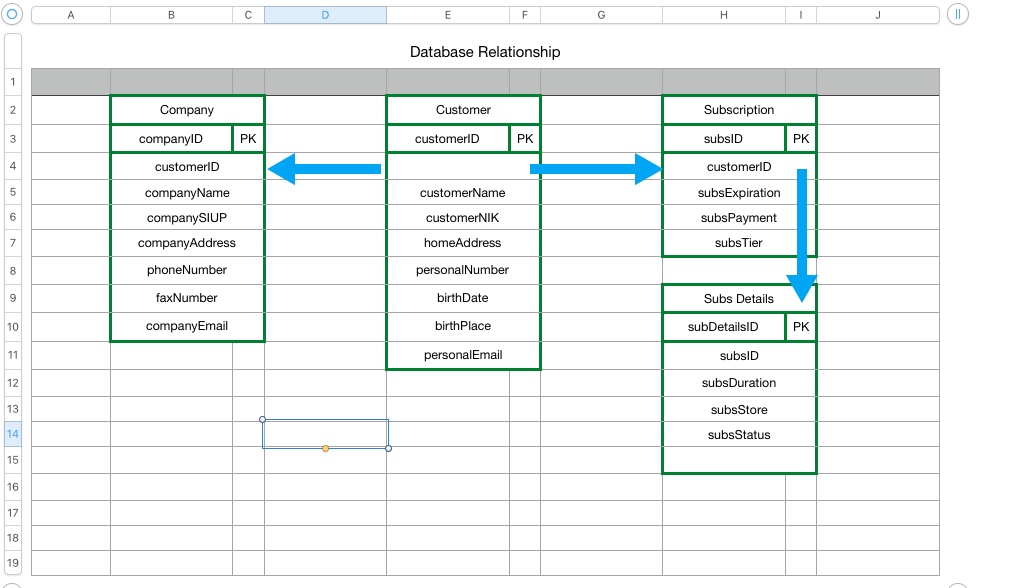 A B C D E F G H I J
Database Relationship
1
2 Company Customer Subscription
3 companyID PK customerID PK subsID PK
4 customerID customerID
5 companyName customerName subsExpiration
6 companySIUP customerNIK subsPayment
7 companyAddress homeAddress subsTier
8 phoneNumber personalNumber
9 faxNumber birthDate Subs Details
10 companyEmail birthPlace subDetailsID PK
11 personalEmail subsID
12 subsDuration
13 subsStore
14 subsStatus
15
16
17
18
19